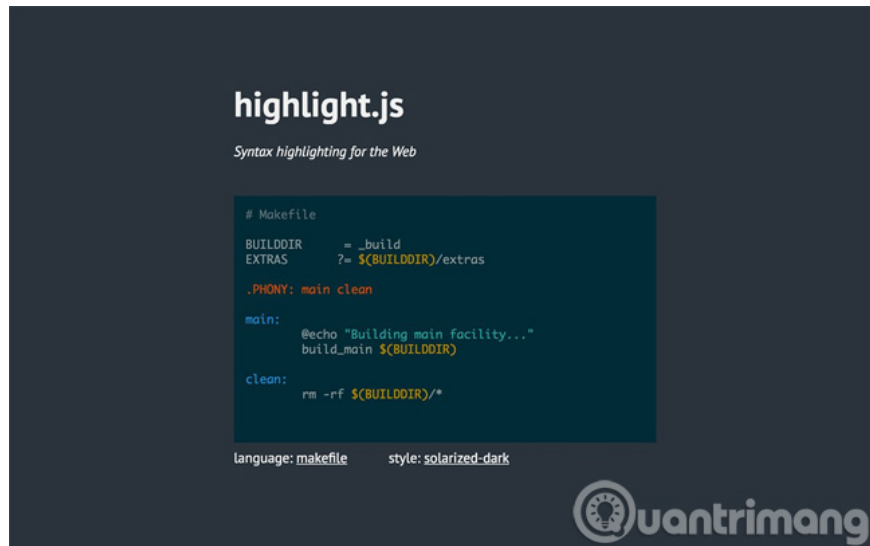 highlight.js
Syntax highlighting for the Web
# Makefile
BUILDDIR      = _build
EXTRAS       ?= $(BUILDDIR)/extras
.PHONY: main clean
main:
        @echo "Building main facility..."
        build_main $(BUILDDIR)
clean:
        rm -rf $(BUILDDIR)/*
language: makefile      style: solarized-dark
Quantrimang